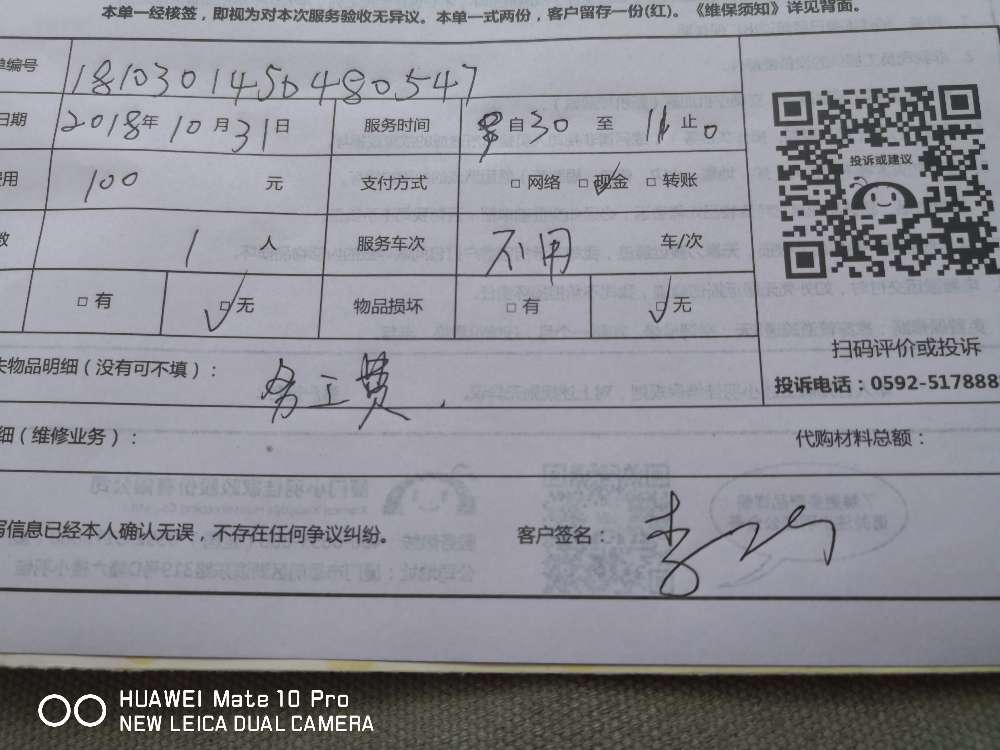 本单一经核签，即视为对本次服务验收无异议。本单一式两份，客户留存一份(红)。《维保须知》详见背面。
单编号 18103014564805 47
日期 2018年10月31日 服务时间 自30至11止
费用 100 元 支付方式 □网络 □现金 □转账
数 1 人 服务车次 不用 车/次
□有 □无 物品损坏 □有 □无
投诉或建议
扫码评价或投诉
投诉电话：0592-517888
失物品明细（没有可不填）：
细（维修业务）： 代购材料总额：
写信息已经本人确认无误，不存在任何争议纠纷。 客户签名：
HUAWEI Mate 10 Pro
NEW LEICA DUAL CAMERA